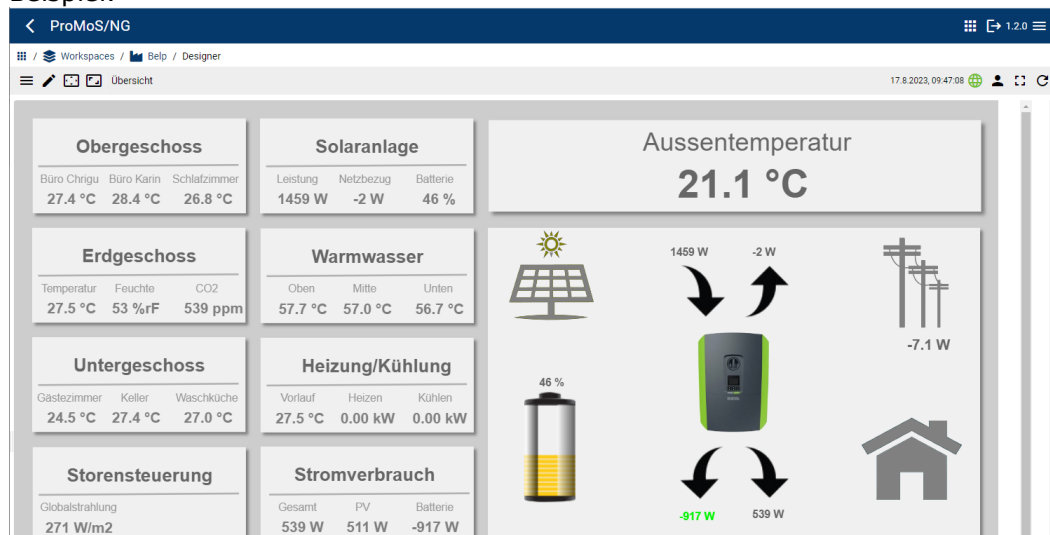 ProMoS/NG
1.2.0
/ Workspaces / Belp / Designer
Übersicht
17.8.2023, 09:47:08
Obergeschoss
Büro Chrigu Büro Karin Schlafzimmer
27.4 °C 28.4 °C 26.8 °C
Solaranlage
Leistung Netzbezug Batterie
1459 W -2 W 46 %
Aussentemperatur
21.1 °C
Erdgeschoss
Temperatur Feuchte CO2
27.5 °C 53 %rF 539 ppm
Warmwasser
Oben Mitte Unten
57.7 °C 57.0 °C 56.7 °C
1459 W -2 W
-7.1 W
Untergeschoss
Gästezimmer Keller Waschküche
24.5 °C 27.4 °C 27.0 °C
Heizung/Kühlung
Vorlauf Heizen Kühlen
27.5 °C 0.00 kW 0.00 kW
46 %
Storensteuerung
Globalstrahlung
271 W/m2
Stromverbrauch
Gesamt PV Batterie
539 W 511 W -917 W
-917 W 539 W